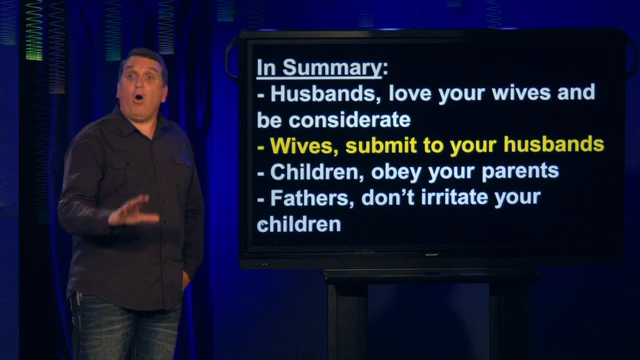 In Summary:
- Husbands, love your wives and
be considerate
- Wives, submit to your husbands
- Children, obey your parents
- Fathers, don't irritate your
children
SHARP